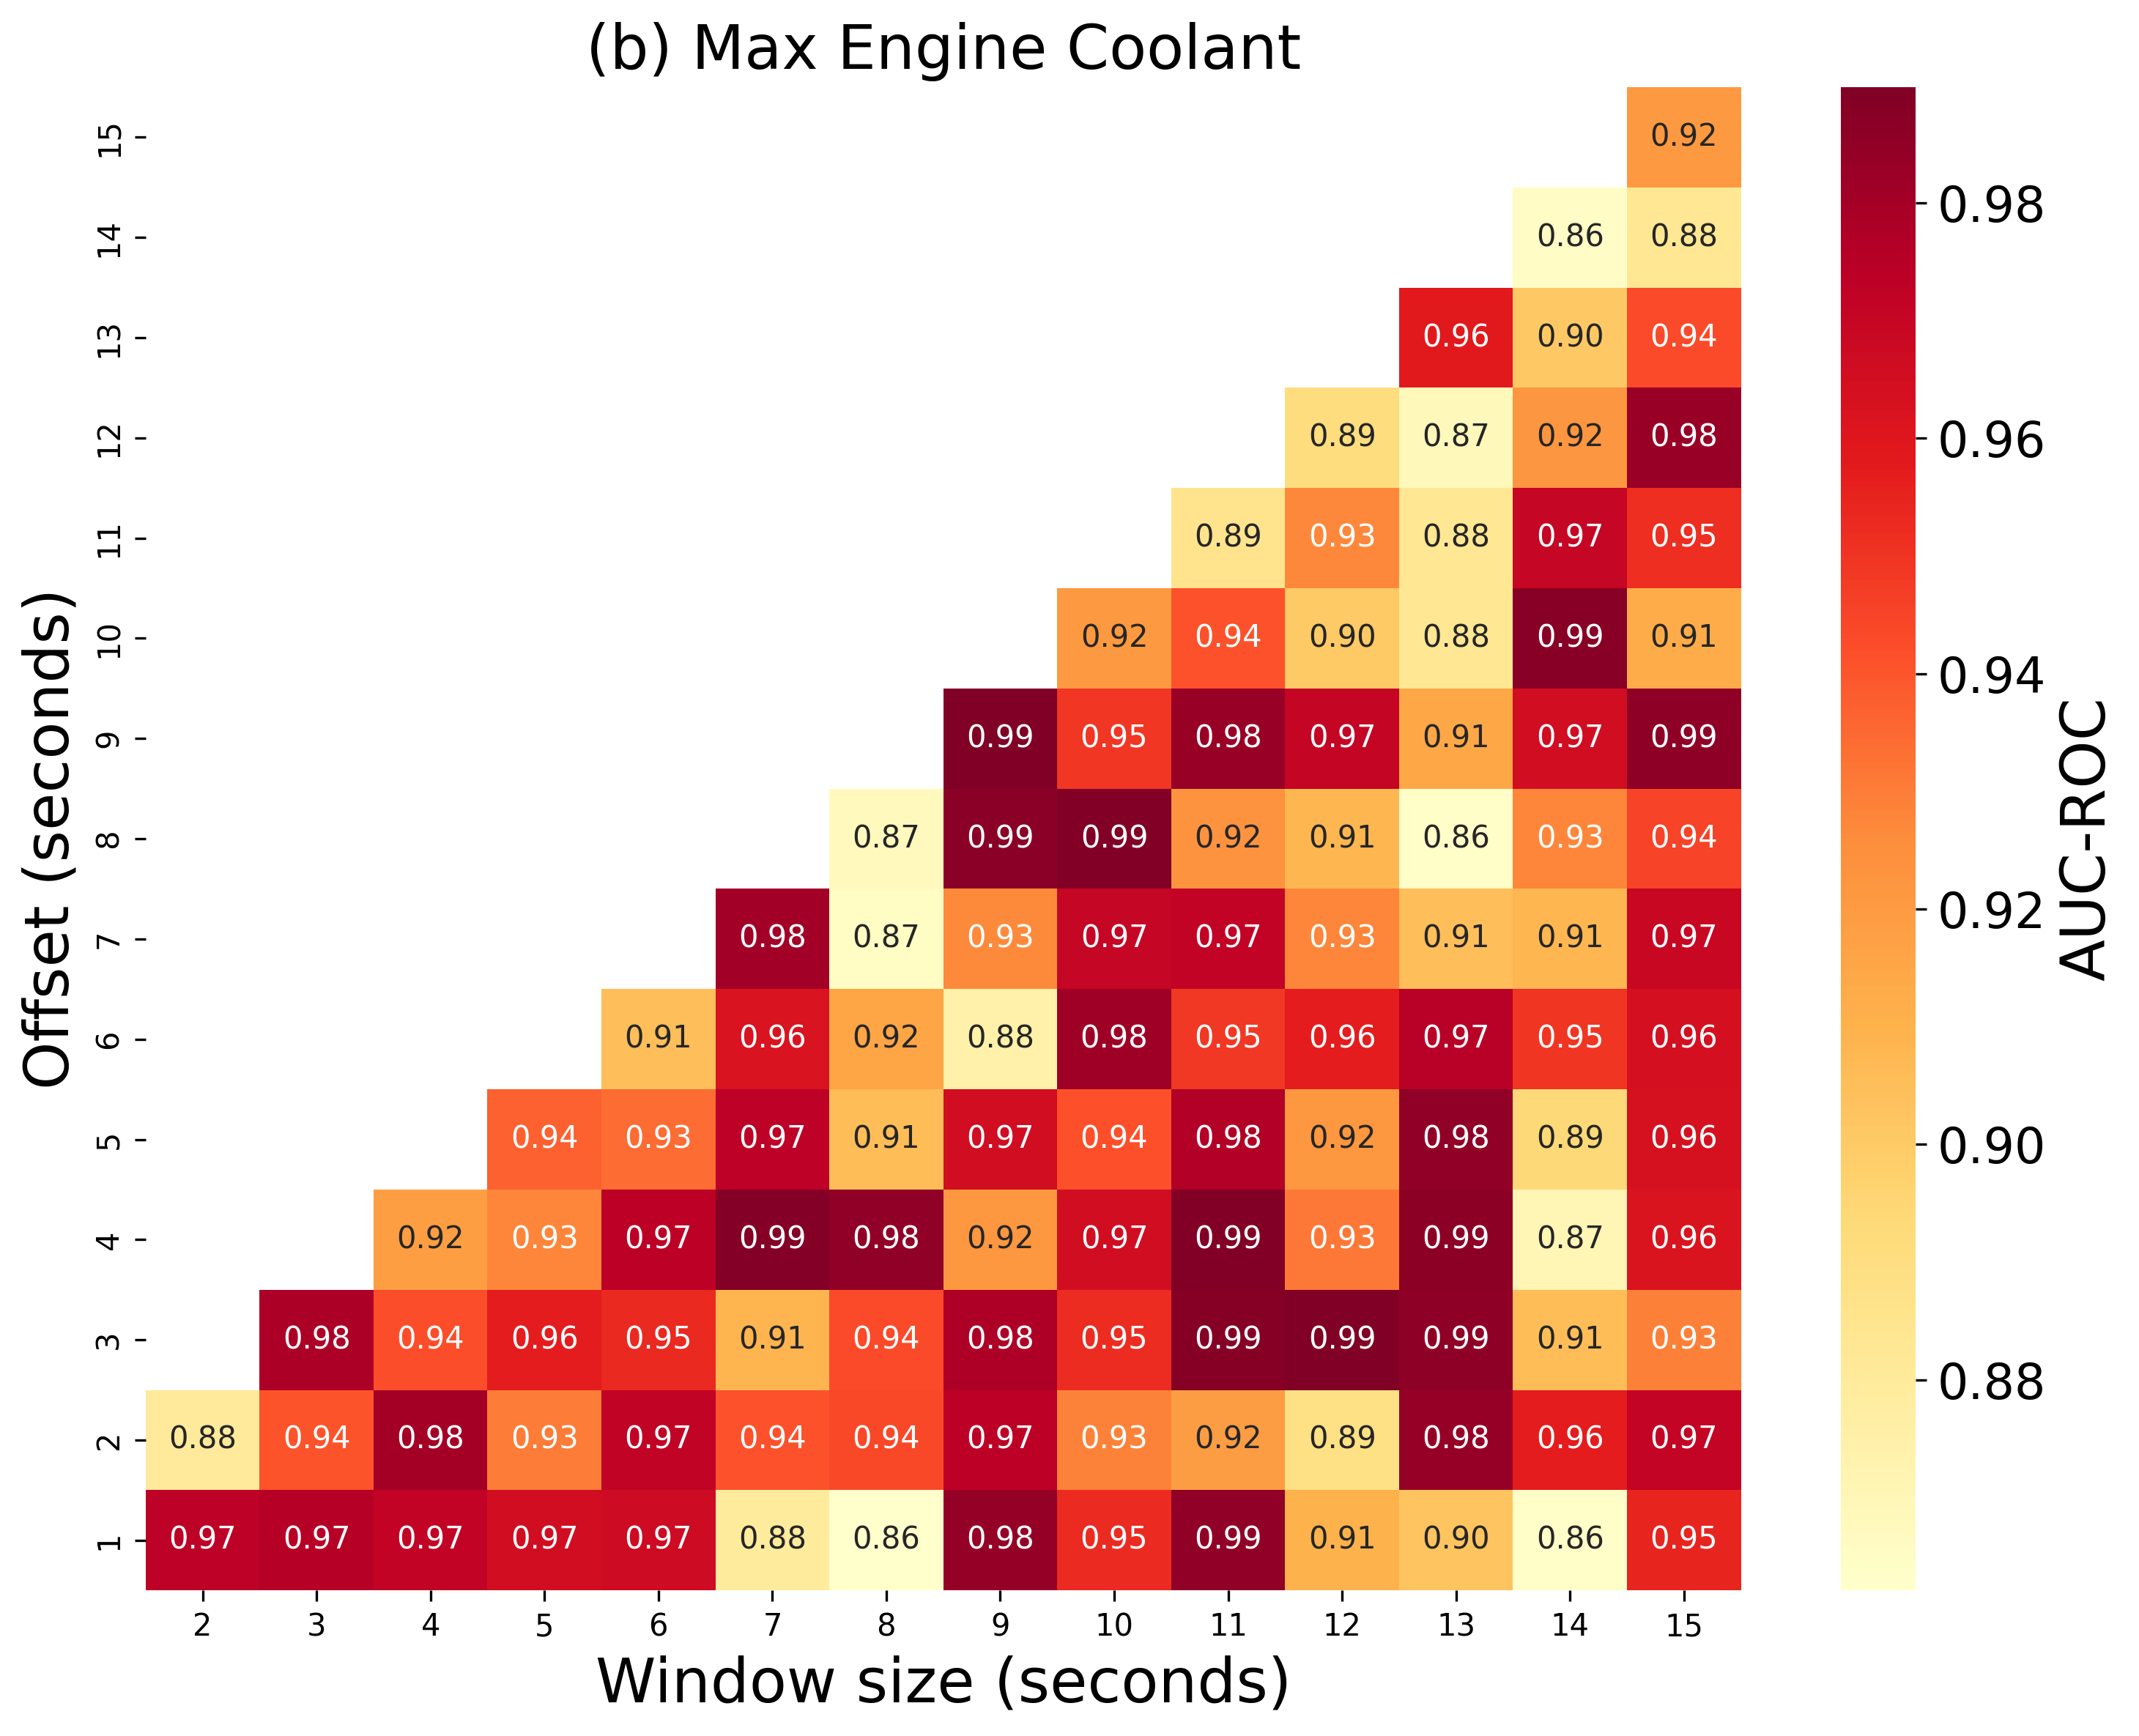 (b) Max Engine Coolant
15 0.92
14 0.86 0.88
13 0.96 0.90 0.94
12 0.89 0.87 0.92 0.98
11 0.89 0.93 0.88 0.97 0.95
10 0.92 0.94 0.90 0.88 0.99 0.91
9 0.99 0.95 0.98 0.97 0.91 0.97 0.99
8 0.87 0.99 0.99 0.92 0.91 0.86 0.93 0.94
7 0.98 0.87 0.93 0.97 0.97 0.93 0.91 0.91 0.97
6 0.91 0.96 0.92 0.88 0.98 0.95 0.96 0.97 0.95 0.96
5 0.94 0.93 0.97 0.91 0.97 0.94 0.98 0.92 0.98 0.89 0.96
4 0.92 0.93 0.97 0.99 0.98 0.92 0.97 0.99 0.93 0.99 0.87 0.96
3 0.98 0.94 0.96 0.95 0.91 0.94 0.98 0.95 0.99 0.99 0.99 0.91 0.93
2 0.88 0.94 0.98 0.93 0.97 0.94 0.94 0.97 0.93 0.92 0.89 0.98 0.96 0.97
1 0.97 0.97 0.97 0.97 0.97 0.88 0.86 0.98 0.95 0.99 0.91 0.90 0.86 0.95
2 3 4 5 6 7 8 9 10 11 12 13 14 15
Window size (seconds)
Offset (seconds)
0.98
0.96
0.94
0.92
0.90
0.88
AUC-ROC